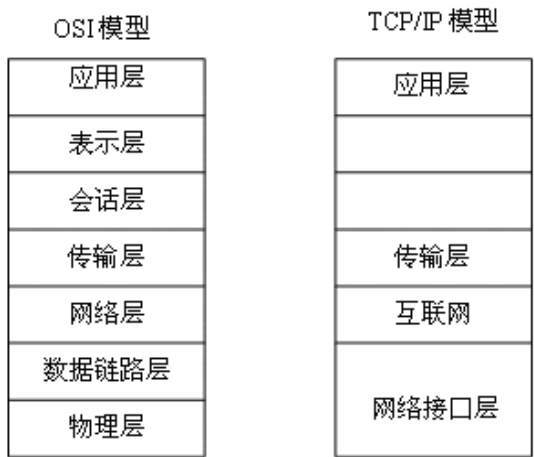 OSI模型
应用层
表示层
会话层
传输层
网络层
数据链路层
物理层
TCP/IP 模型
应用层
传输层
互联网
网络接口层